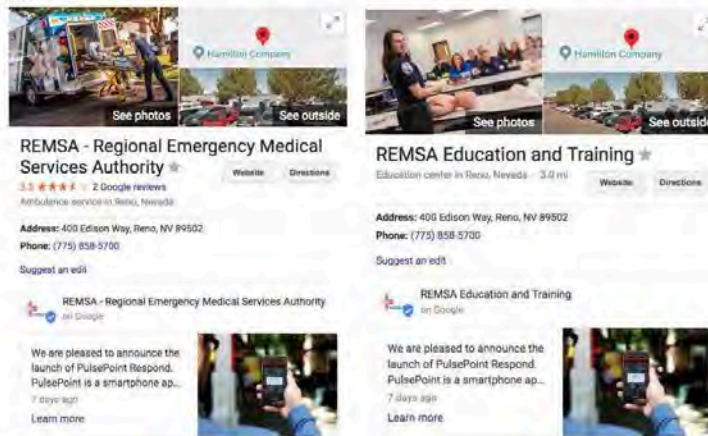 Hamilton Company
See photos
See outside
REMSA - Regional Emergency Medical
Services Authority
Website
Directions
3.5
2 Google reviews
Ambulance service in Reno, Nevada
Address: 400 Edison Way, Reno, NV 89502
Phone: (775) 858-5700
Suggest an edit
REMSA - Regional Emergency Medical Services Authority
on Google
We are pleased to announce the
launch of PulsePoint Respond.
PulsePoint is a smartphone ap...
7 days ago
Learn more
Hamilton Company
See photos
See outside
REMSA Education and Training
Education center in Reno, Nevada 3.0 mi
Website
Directions
Address: 400 Edison Way, Reno, NV 89502
Phone: (775) 858-5700
Suggest an edit
REMSA Education and Training
on Google
We are pleased to announce the
launch of PulsePoint Respond.
PulsePoint is a smartphone ap...
7 days ago
Learn more